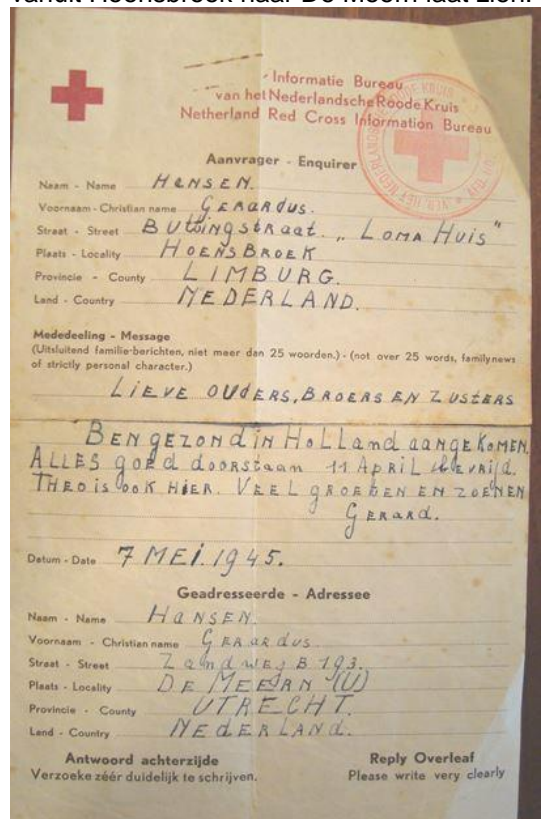 vanuit Hoensbroek naar De Meern laat zien.
- Informatie Bureau
van het Nederlandsche Roode Kruis
Netherland Red Cross Information Bureau
Aanvrager - Enquirer
Naam - Name HANSEN.
Voornaam - Christian name GERARDUS.
Straat - Street „LOMA HUIS"
Plaats - Locality HOENSBROEK
Provincie - County LIMBURG.
Land - Country NEDERLAND.
Mededeeling - Message
(Uitsluitend familie-berichten, niet meer dan 25 woorden.) - (not over 25 words, familynews
of strictly personal character.)
LIEVE OUDERS, BROERS EN ZUSTERS
BEN GEZOND IN HOLLAND AANGEKOMEN.
ALLES GOED DOORSTAAN 11 APRIL bevrijd.
THEO IS OOK HIER. VEEL GROETEN EN ZOENEN
GERARD.
Datum - Date 7 MEI. 1945.
Geadresseerde - Adressee
Naam - Name HANSEN.
Voornaam - Christian name GERARDUS
Straat - Street Zandweg B 193.
Plaats - Locality DE MEERN (U)
Provincie - County UTRECHT.
Land - Country NEDERLAND.
Antwoord achterzijde Reply Overleaf
Verzoeke zéér duidelijk te schrijven. Please write very clearly